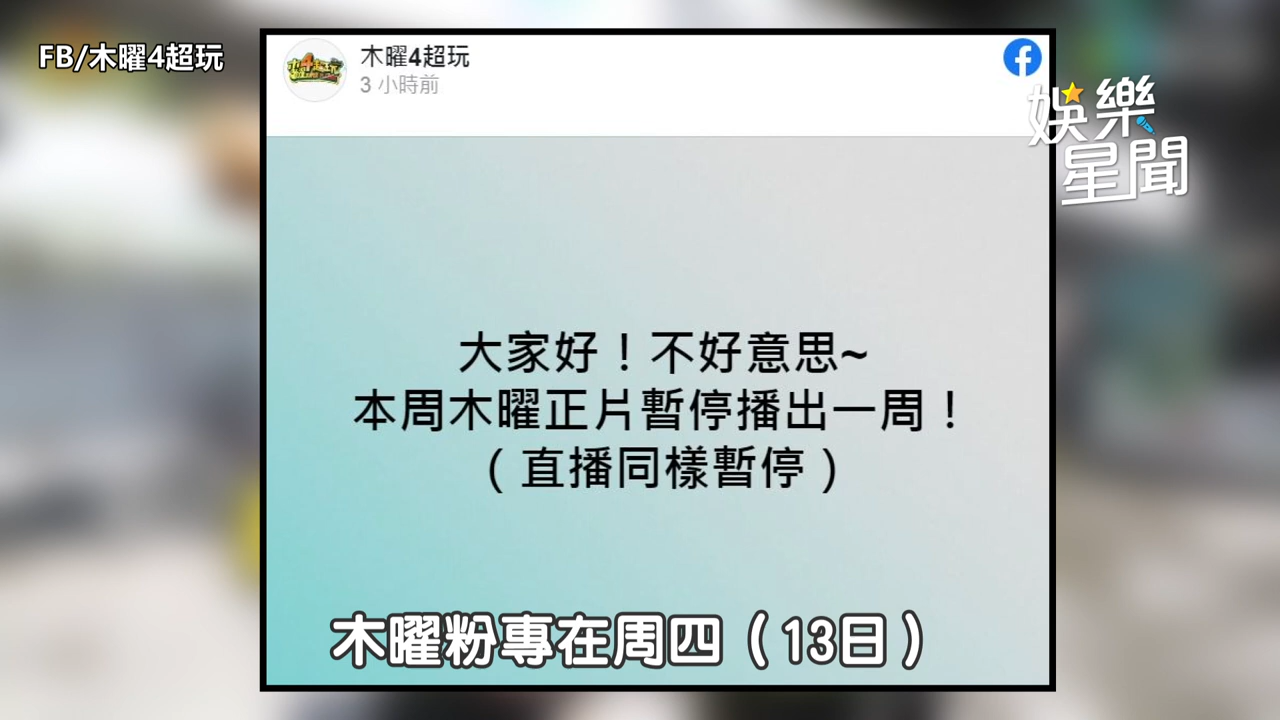 FB/木曜4超玩
木曜4超玩
3 小時前
娛樂
星聞
大家好！不好意思~
本周木曜正片暫停播出一周！
（直播同樣暫停）
木曜粉專在周四（13日）